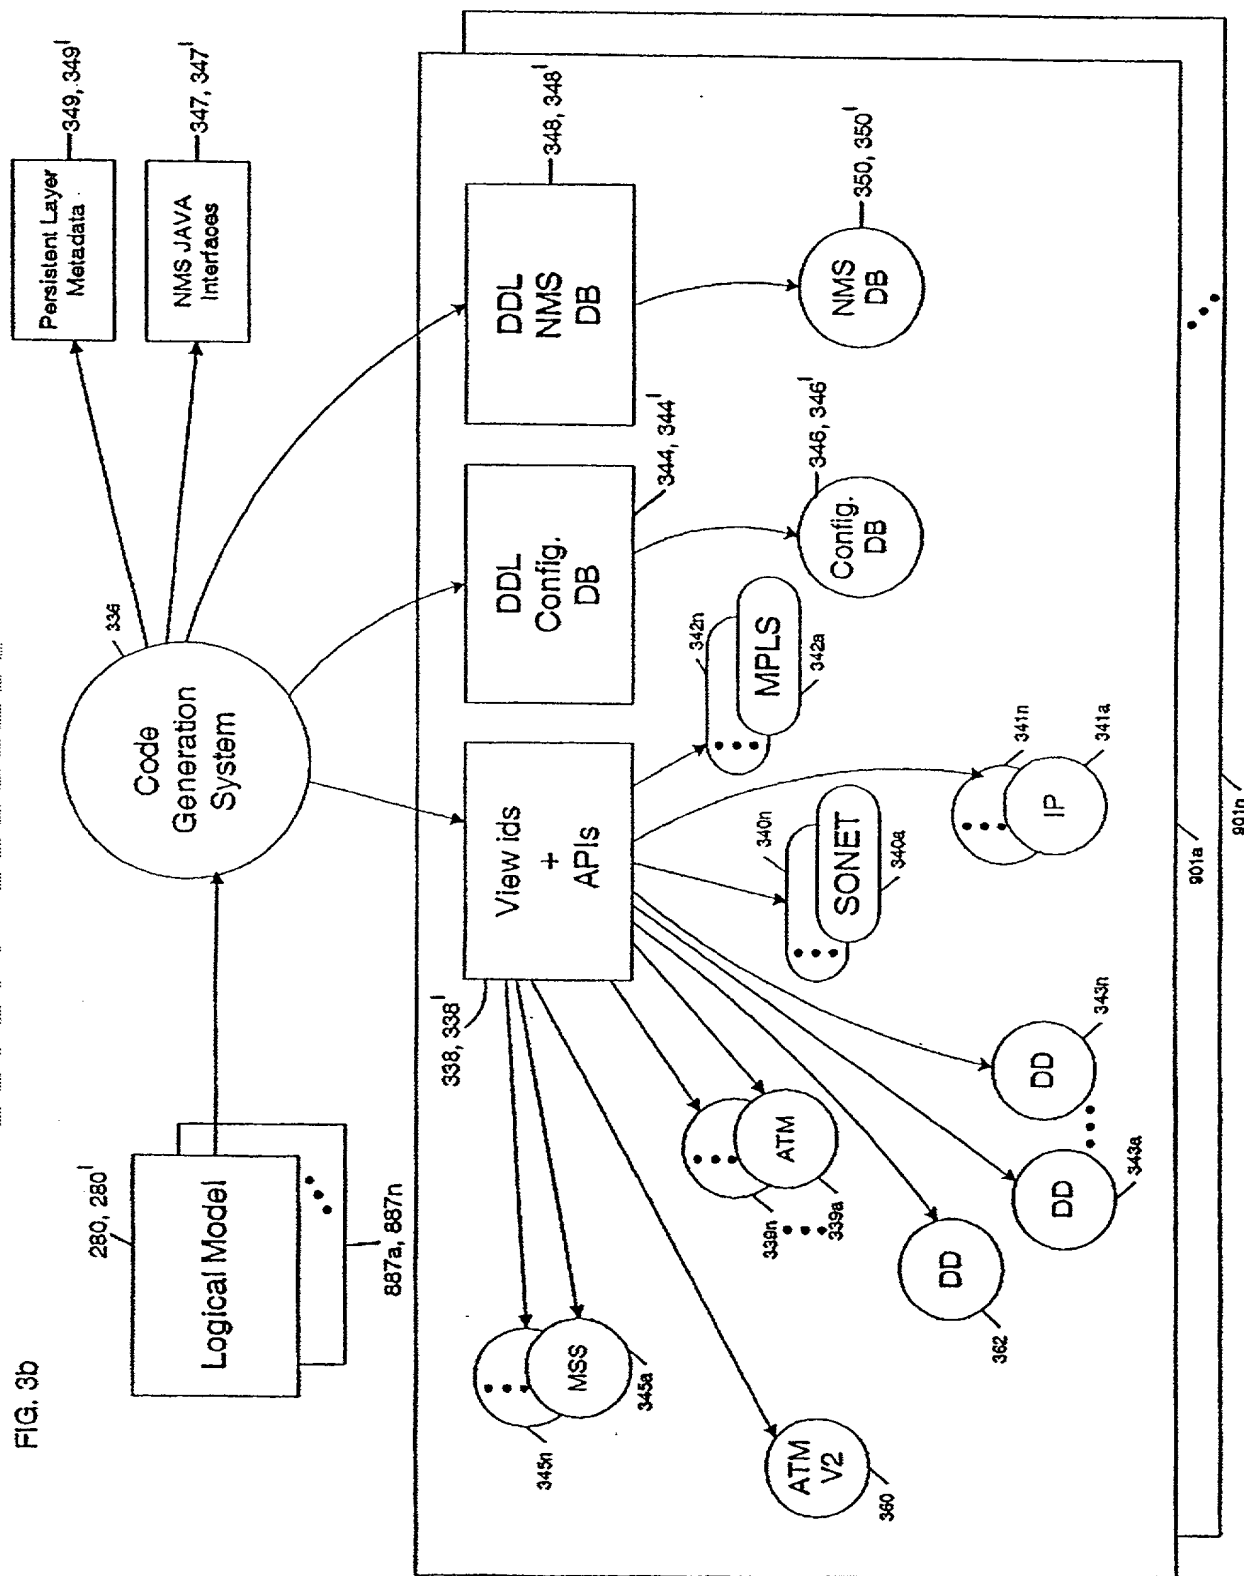 FIG. 3b
280, 280'
Logical Model
887a, 887n
336
Code
Generation
System
Persistent Layer
Metadata
349, 349'
NMS JAVA
Interfaces
347, 347'
338, 338'
View ids
+
APIs
DDL
Config.
DB
344, 344'
DDL
NMS
DB
348, 348'
345n
MSS
345a
ATM
V2
360
339n
ATM
339a
DD
362
DD
343a
DD
343n
340n
SONET
340a
342n
MPLS
342a
341n
IP
341a
Config.
DB
346, 346'
NMS
DB
350, 350'
901a
901n